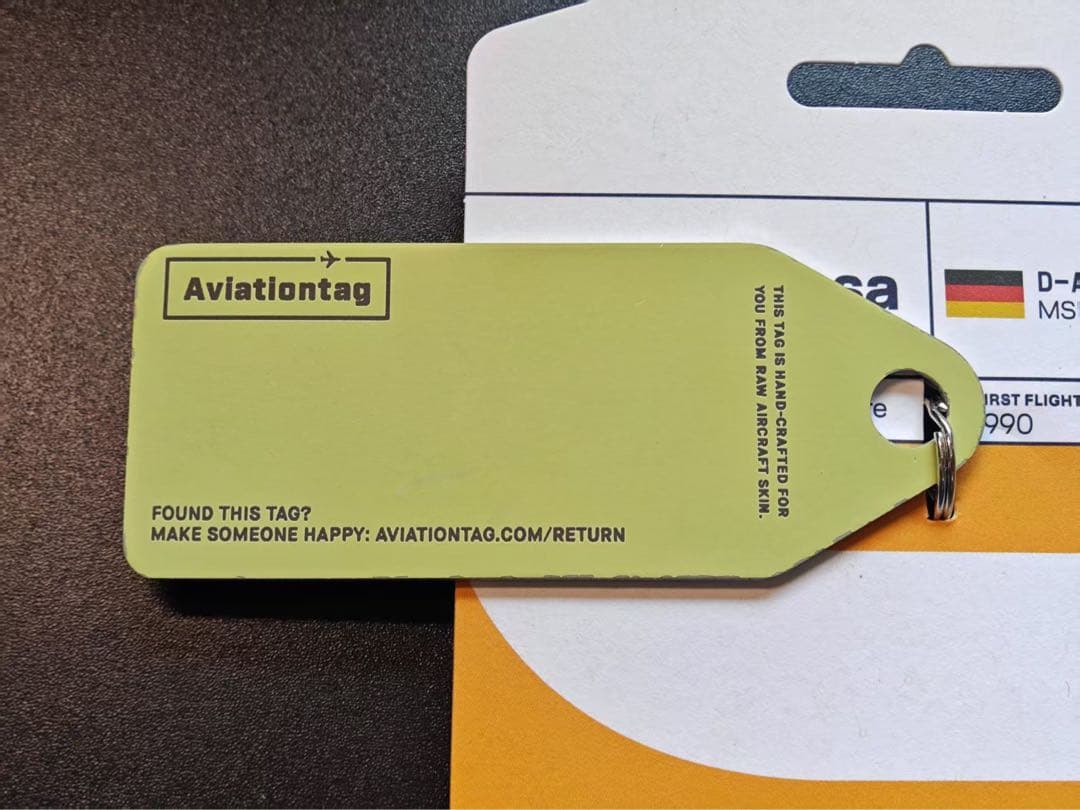 Aviationtag
THIS TAG IS HAND-CRAFTED FOR
YOU FROM RAW AIRCRAFT SKIN.
FOUND THIS TAG?
MAKE SOMEONE HAPPY: AVIATIONTAG.COM/RETURN
sa
D-A
MS
IRST FLIGHT
990
e